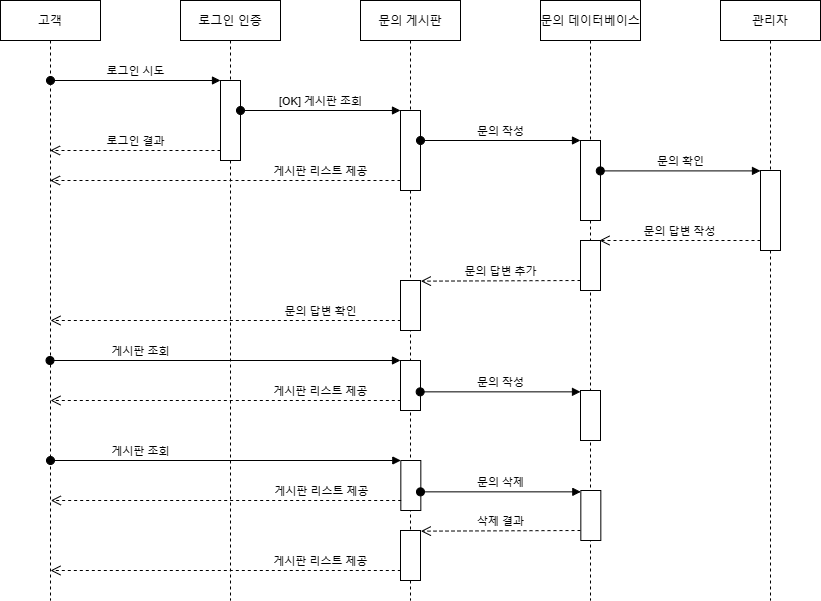 고객
로그인 인증
문의 게시판
문의 데이터베이스
관리자
로그인 시도
[OK] 게시판 조회
문의 작성
로그인 결과
문의 확인
게시판 리스트 제공
문의 답변 작성
문의 답변 추가
문의 답변 확인
게시판 조회
문의 작성
게시판 리스트 제공
게시판 조회
문의 삭제
게시판 리스트 제공
삭제 결과
게시판 리스트 제공